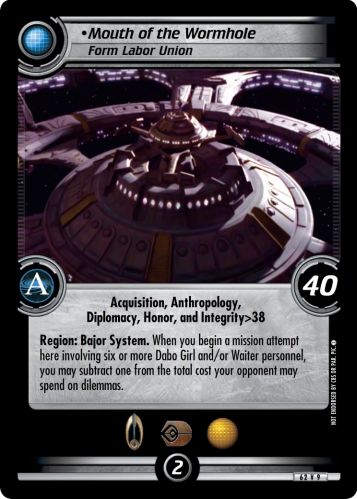 •Mouth of the Wormhole
Form Labor Union
A
40
Acquisition, Anthropology,
Diplomacy, Honor, and Integrity>38
Region: Bajor System. When you begin a mission attempt
here involving six or more Dabo Girl and/or Waiter personnel,
you may subtract one from the total cost your opponent may
spend on dilemmas.
NOT ENDORSED BY CBS OR PAR. PIC.
2
62 V 9